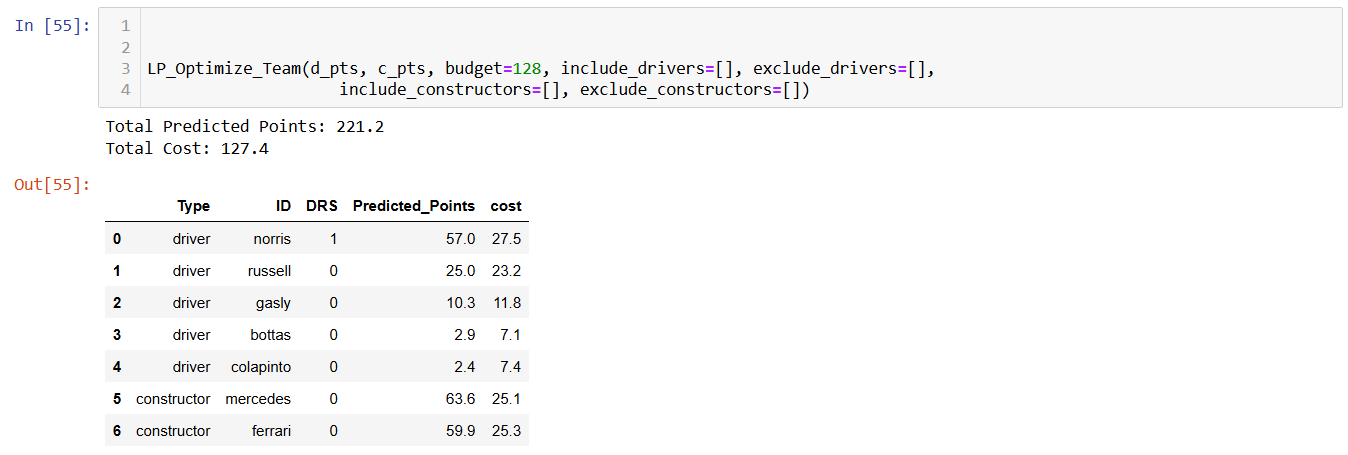 In [55]:
1
2
3 LP_Optimize_Team(d_pts, c_pts, budget=128, include_drivers=[], exclude_drivers=[],
4 include_constructors=[], exclude_constructors=[])
Total Predicted Points: 221.2
Total Cost: 127.4
Out[55]:
Type ID DRS Predicted_Points cost
0 driver norris 1 57.0 27.5
1 driver russell 0 25.0 23.2
2 driver gasly 0 10.3 11.8
3 driver bottas 0 2.9 7.1
4 driver colapinto 0 2.4 7.4
5 constructor mercedes 0 63.6 25.1
6 constructor ferrari 0 59.9 25.3